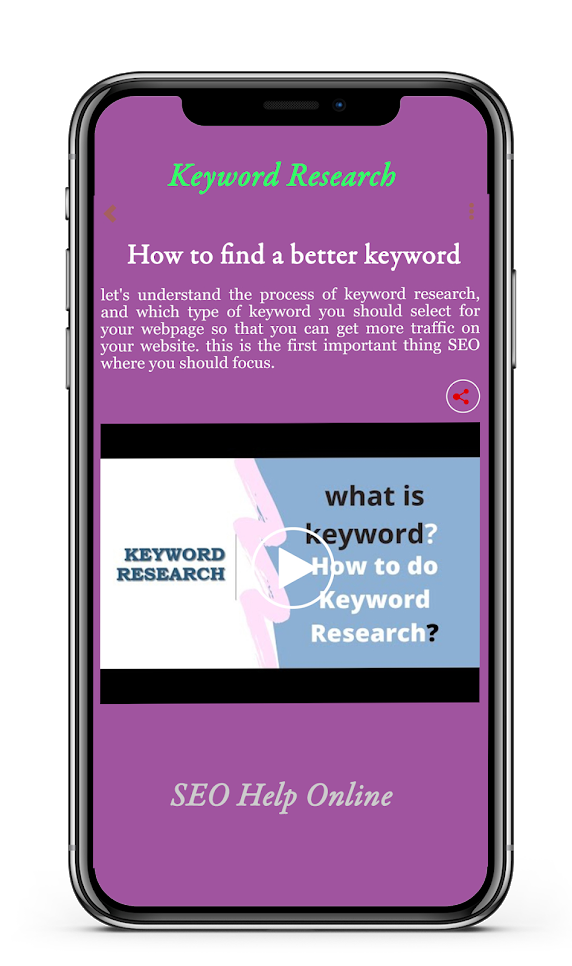 Keyword Research
How to find a better keyword
let's understand the process of keyword research,
and which type of keyword you should select for
your webpage so that you can get more traffic on
your website. this is the first important thing SEO
where you should focus.
KEYWORD
RESEARCH
what is
keyword?
How to do
Keyword
Research?
SEO Help Online